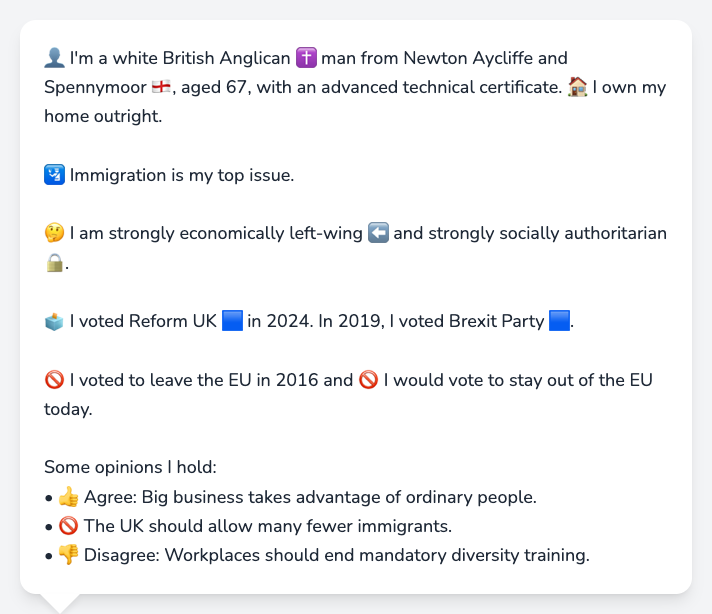 👤 I'm a white British Anglican ✝️ man from Newton Aycliffe and
Spennymoor 🏴󠁧󠁢󠁥󠁮󠁧󠁿, aged 67, with an advanced technical certificate. 🏠 I own my
home outright.
🛂 Immigration is my top issue.
🤔 I am strongly economically left-wing ⬅️ and strongly socially authoritarian
🔒.
🗳️ I voted Reform UK 🟦 in 2024. In 2019, I voted Brexit Party 🟦.
🚫 I voted to leave the EU in 2016 and 🚫 I would vote to stay out of the EU
today.
Some opinions I hold:
• 👍 Agree: Big business takes advantage of ordinary people.
• 🚫 The UK should allow many fewer immigrants.
• 👎 Disagree: Workplaces should end mandatory diversity training.